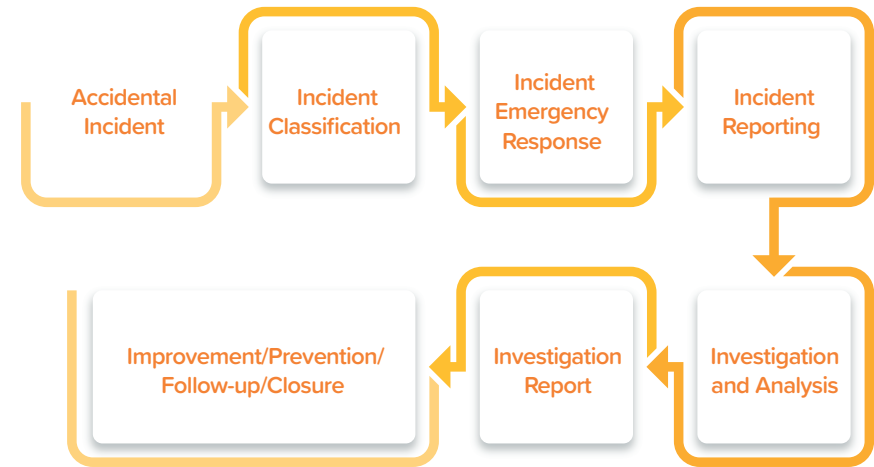 Accidental
Incident
Incident
Classification
Incident
Emergency
Response
Incident
Reporting
Investigation
and Analysis
Investigation
Report
Improvement/Prevention/
Follow-up/Closure